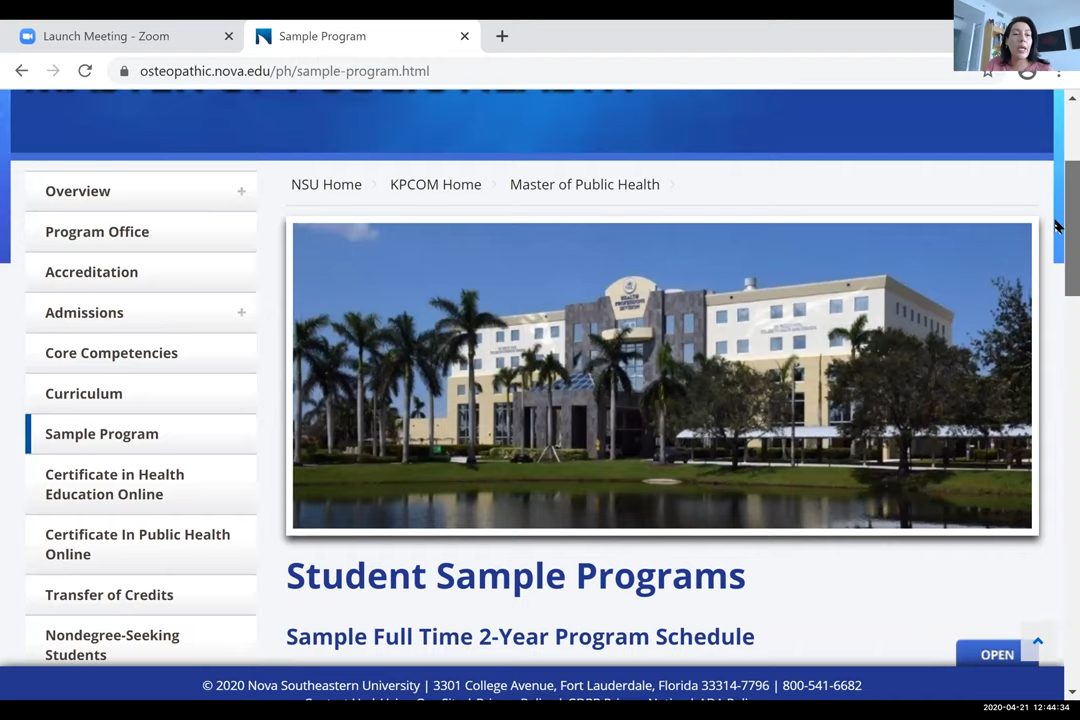 Launch Meeting - Zoom
Sample Program
osteopathic.nova.edu/ph/sample-program.html
NSU Home
KPCOM Home
Master of Public Health
Overview
Program Office
Accreditation
Admissions
Core Competencies
Curriculum
Sample Program
Certificate in Health
Education Online
Certificate In Public Health
Online
Transfer of Credits
Nondegree-Seeking
Students
HEALTH
PROFESSIONS
DIVISION
Student Sample Programs
Sample Full Time 2-Year Program Schedule
OPEN
© 2020 Nova Southeastern University | 3301 College Avenue, Fort Lauderdale, Florida 33314-7796 | 800-541-6682
2020-04-21 12:44:34